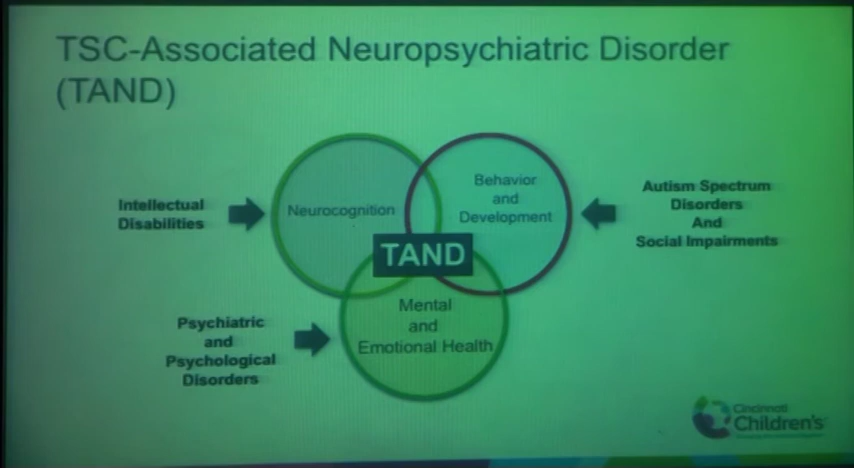 TSC-Associated Neuropsychiatric Disorder
(TAND)
Intellectual
Disabilities
Neurocognition
Behavior
and
Development
Autism Spectrum
Disorders
And
Social Impairments
TAND
Psychiatric
and
Psychological
Disorders
Mental
and
Emotional Health
Cincinnati
Children's